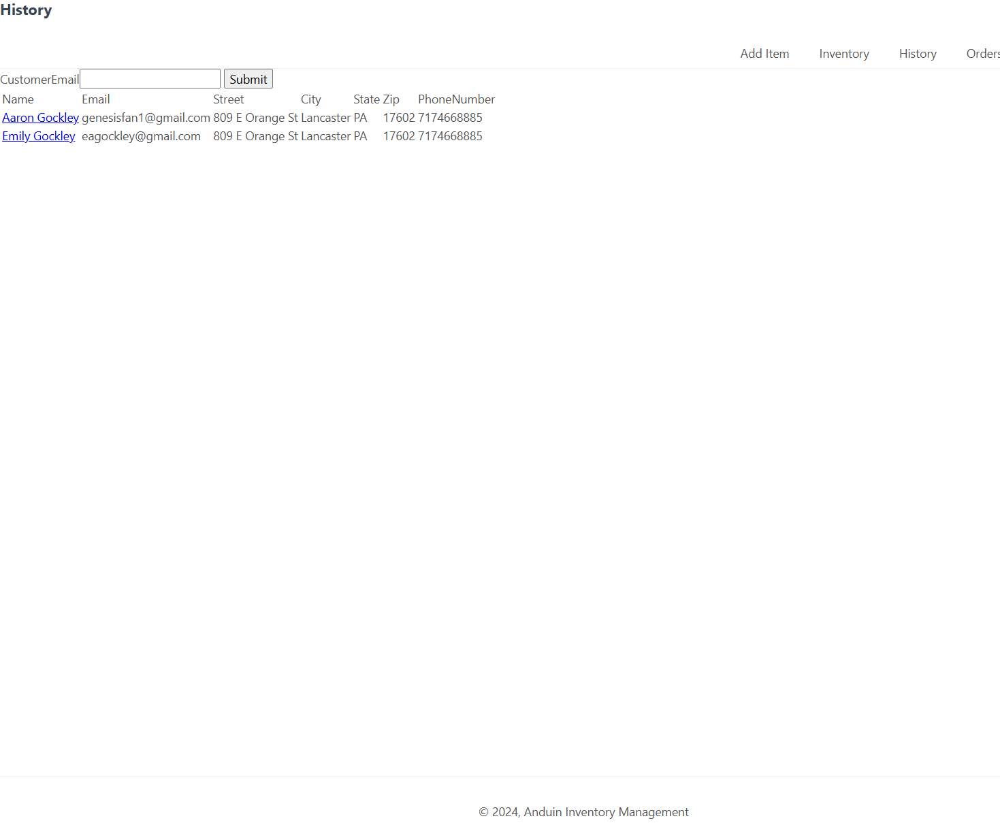 History
Add Item Inventory History Orders
CustomerEmail Submit
Name Email Street City State Zip PhoneNumber
Aaron Gockley genesisfan1@gmail.com 809 E Orange St Lancaster PA 17602 7174668885
Emily Gockley eagockley@gmail.com 809 E Orange St Lancaster PA 17602 7174668885
© 2024, Anduin Inventory Management